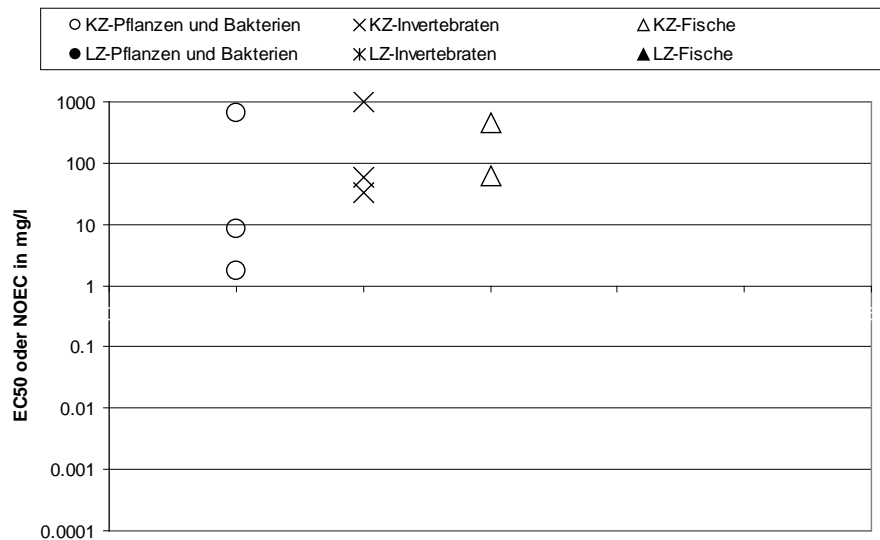 KZ-Pflanzen und Bakterien KZ-Invertebraten KZ-Fische
LZ-Pflanzen und Bakterien LZ-Invertebraten LZ-Fische
EC50 oder NOEC in mg/l
1000
100
10
1
0.1
0.01
0.001
0.0001